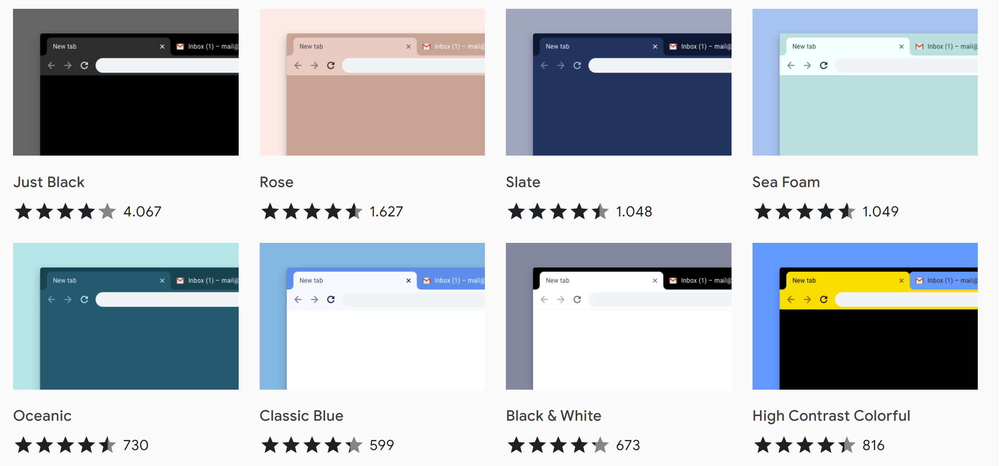 New tab
Inbox (1) – mail@
New tab
Inbox (1) – mail@
New tab
Inbox (1) – mail@
New tab
Inbox (1) – mail@
Just Black
Rose
Slate
Sea Foam
4.067
1.627
1.048
1.049
New tab
Inbox (1) – mail@
New tab
Inbox (1) – mail@
New tab
Inbox (1) – mail@
New tab
Inbox (1) – mail@
Oceanic
Classic Blue
Black & White
High Contrast Colorful
730
599
673
816